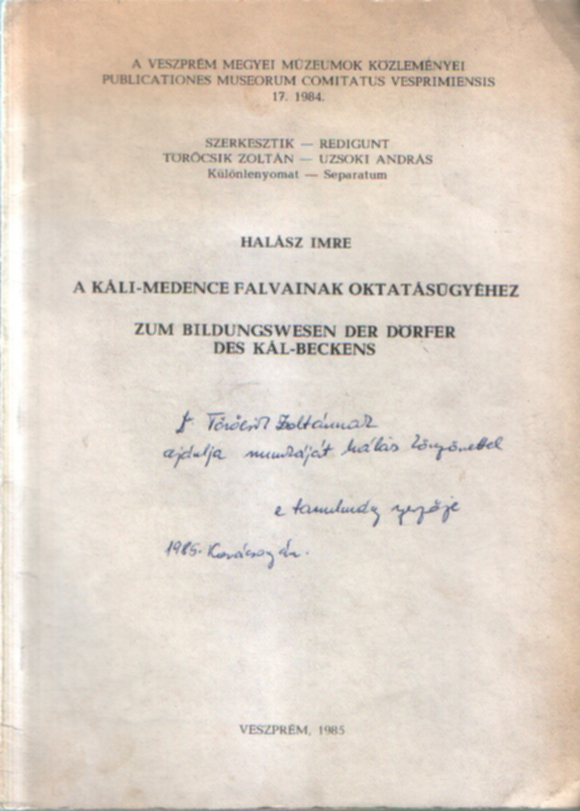 A VESZPRÉM MEGYEI MÚZEUMOK KÖZLEMÉNYEI
PUBLICATIONES MUSEORUM COMITATUS VESPRIMIENSIS
17. 1984.
SZERKESZTIK — REDIGUNT
TÖRŐCSIK ZOLTÁN — UZSOKI ANDRÁS
Különlenyomat — Separatum
HALÁSZ IMRE
A KÁLI-MEDENCE FALVAINAK OKTATÁSÜGYÉHEZ
ZUM BILDUNGSWESEN DER DÖRFER
DES KÁL-BECKENS
Törőcsik Zoltánnak
ajánlja munkáját hálás köszönettel
e tanulmány szerzője
1985. Karácsonyán.
VESZPRÉM, 1985